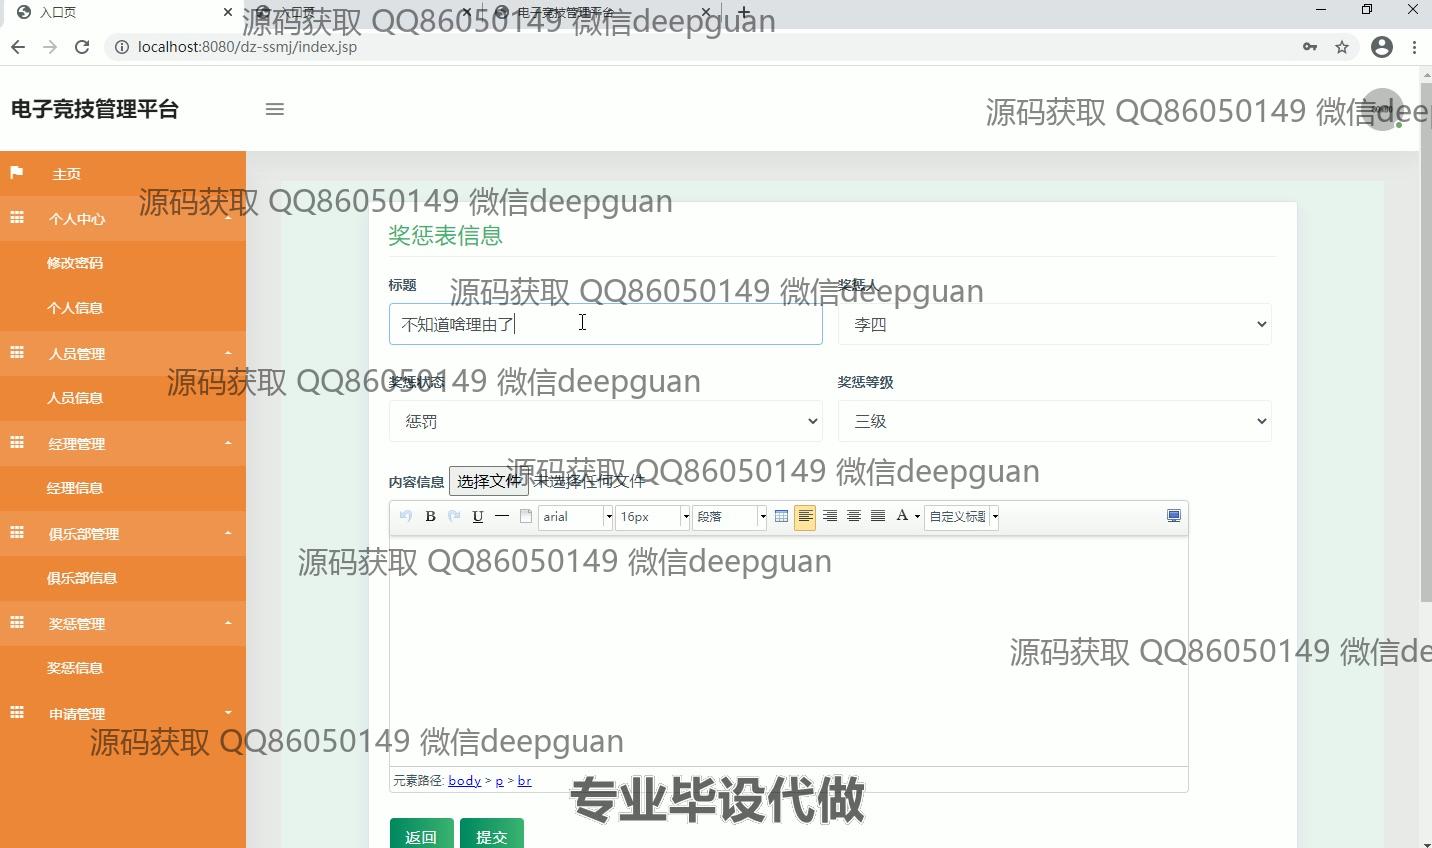 入口页
入口页
电子竞技管理平台
源码获取 QQ86050149 微信deepguan
localhost:8080/dz-ssmj/index.jsp
电子竞技管理平台
源码获取 QQ86050149 微信deep
主页
源码获取 QQ86050149 微信deepguan
个人中心
奖惩表信息
修改密码
标题
奖惩人
源码获取 QQ86050149 微信deepguan
个人信息
不知道啥理由了
李四
人员管理
源码获取 QQ86050149 微信deepguan
奖惩状态
奖惩等级
人员信息
惩罚
三级
经理管理
源码获取 QQ86050149 微信deepguan
内容信息 选择文件 未选择任何文件
经理信息
B U arial 16px 段落 A 自定义标题
俱乐部管理
源码获取 QQ86050149 微信deepguan
俱乐部信息
奖惩管理
源码获取 QQ86050149 微信de
奖惩信息
申请管理
源码获取 QQ86050149 微信deepguan
元素路径: body > p > br
专业毕设代做
返回 提交